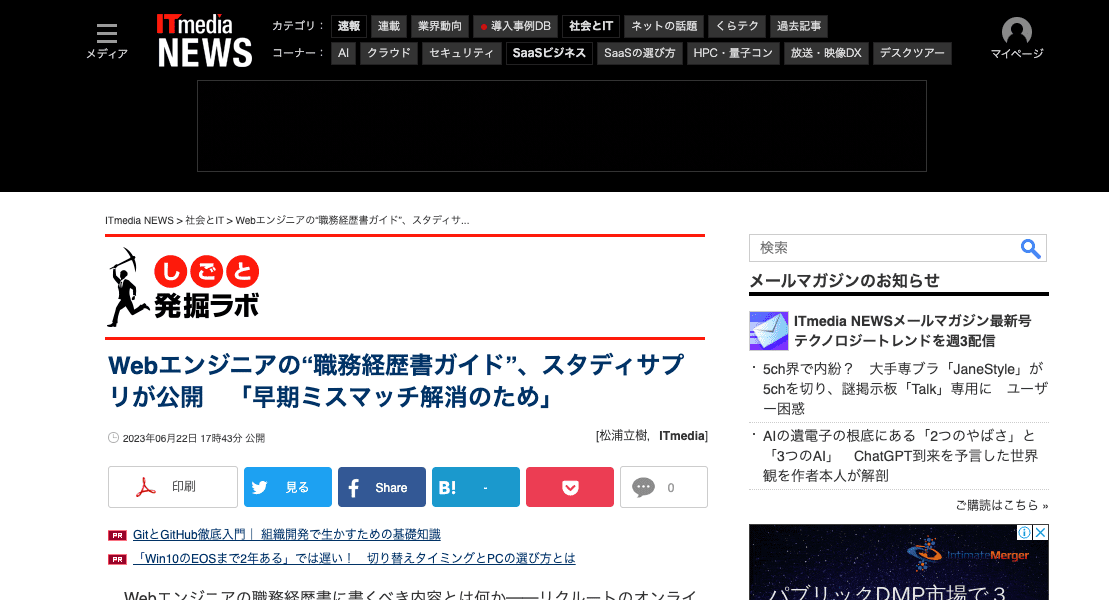 メディア
ITmedia
NEWS
カテゴリ： 速報 連載 業界動向 導入事例DB 社会とIT ネットの話題 くらテク 過去記事
コーナー： AI クラウド セキュリティ SaaSビジネス SaaSの選び方 HPC・量子コン 放送・映像DX デスクツアー
マイページ
ITmedia NEWS > 社会とIT > Webエンジニアの“職務経歴書ガイド”、スタディサ...
しごと
発掘ラボ
Webエンジニアの“職務経歴書ガイド”、スタディサプ
リが公開　「早期ミスマッチ解消のため」
2023年06月22日 17時43分 公開
[松浦立樹，ITmedia]
印刷
見る
Share
B! -
0
PR GitとGitHub徹底入門｜ 組織開発で生かすための基礎知識
PR 「Win10のEOSまで2年ある」では遅い！　切り替えタイミングとPCの選び方とは
Webエンジニアの職務経歴書に書くべき内容とは何か――リクルートのオンライ
検索
メールマガジンのお知らせ
ITmedia NEWSメールマガジン最新号
テクノロジートレンドを週3配信
・5ch界で内紛？　大手専ブラ「JaneStyle」が
5chを切り、謎掲示板「Talk」専用に　ユーザ
ー困惑
・AIの遺電子の根底にある「2つのやばさ」と
「3つのAI」　ChatGPT到来を予言した世界
観を作者本人が解剖
ご購読はこちら »
IntimateMerger
パブリックDMP市場で３